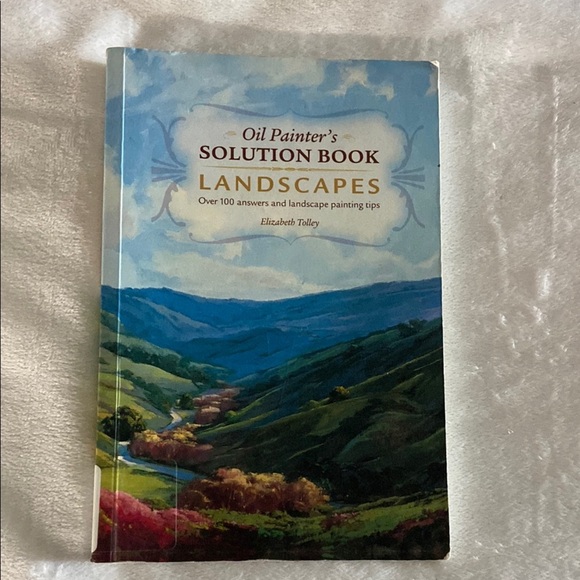 Oil Painter's
SOLUTION BOOK
LANDSCAPES
Over 100 answers and landscape painting tips
Elizabeth Tolley